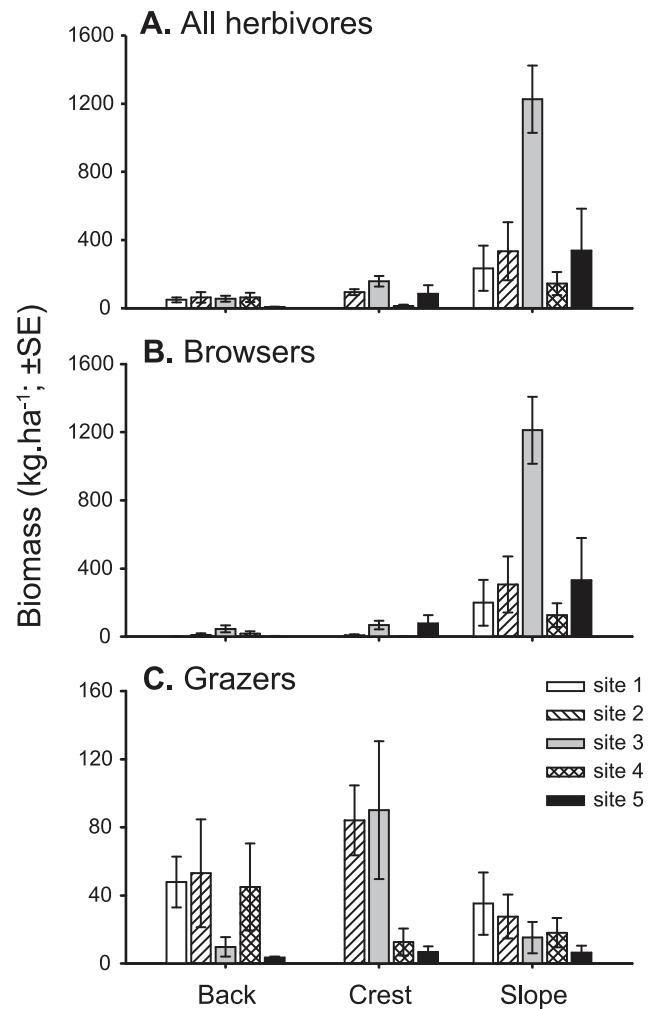 A. All herbivores
1600
1200
800
400
0
B. Browsers
1600
1200
800
400
0
Biomass (kg.ha⁻¹; ±SE)
C. Grazers
160
120
80
40
0
site 1
site 2
site 3
site 4
site 5
Back Crest Slope